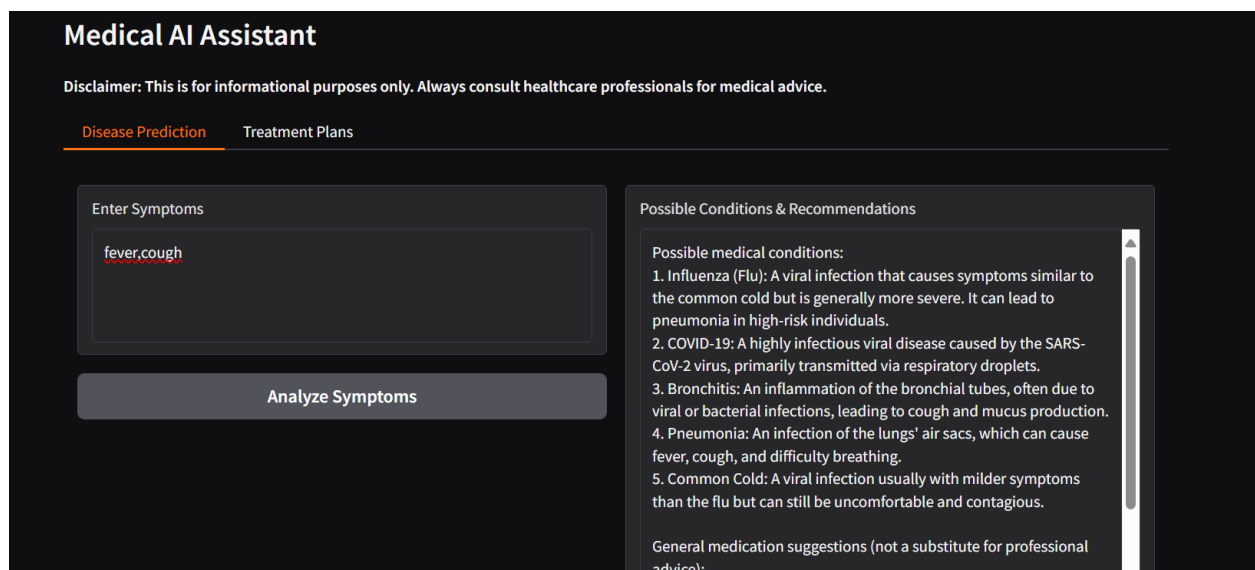 Medical AI Assistant
Disclaimer: This is for informational purposes only. Always consult healthcare professionals for medical advice.
Disease Prediction
Treatment Plans
Enter Symptoms
fever,cough
Analyze Symptoms
Possible Conditions & Recommendations
Possible medical conditions:
1. Influenza (Flu): A viral infection that causes symptoms similar to
the common cold but is generally more severe. It can lead to
pneumonia in high-risk individuals.
2. COVID-19: A highly infectious viral disease caused by the SARS-
CoV-2 virus, primarily transmitted via respiratory droplets.
3. Bronchitis: An inflammation of the bronchial tubes, often due to
viral or bacterial infections, leading to cough and mucus production.
4. Pneumonia: An infection of the lungs' air sacs, which can cause
fever, cough, and difficulty breathing.
5. Common Cold: A viral infection usually with milder symptoms
than the flu but can still be uncomfortable and contagious.
General medication suggestions (not a substitute for professional
advice):